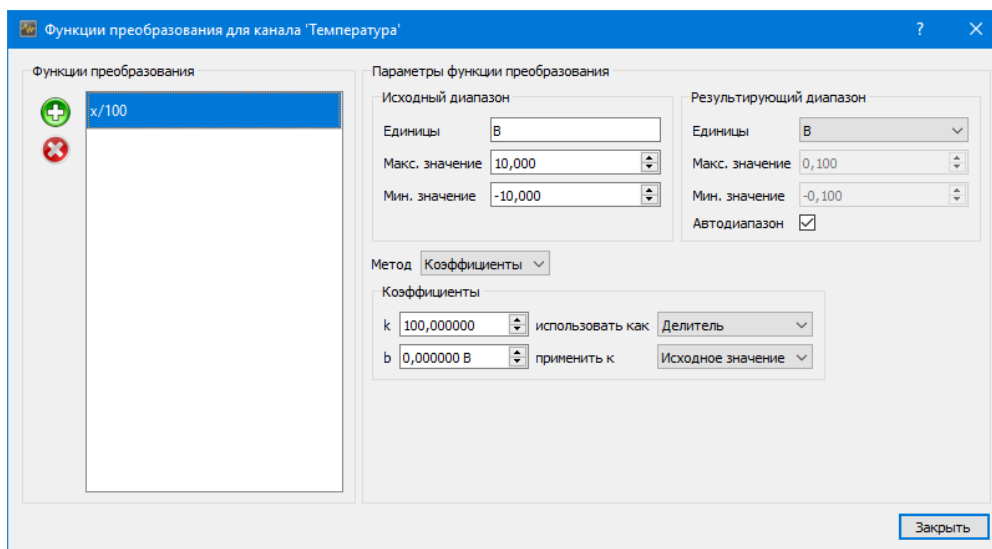 Функции преобразования для канала 'Температура'
?
Функции преобразования
x/100
Параметры функции преобразования
Исходный диапазон
Единицы В
Макс. значение 10,000
Мин. значение -10,000
Результирующий диапазон
Единицы В
Макс. значение 0,100
Мин. значение -0,100
Автодиапазон
Метод Коэффициенты
Коэффициенты
k 100,000000 использовать как Делитель
b 0,000000 В применить к Исходное значение
Закрыть